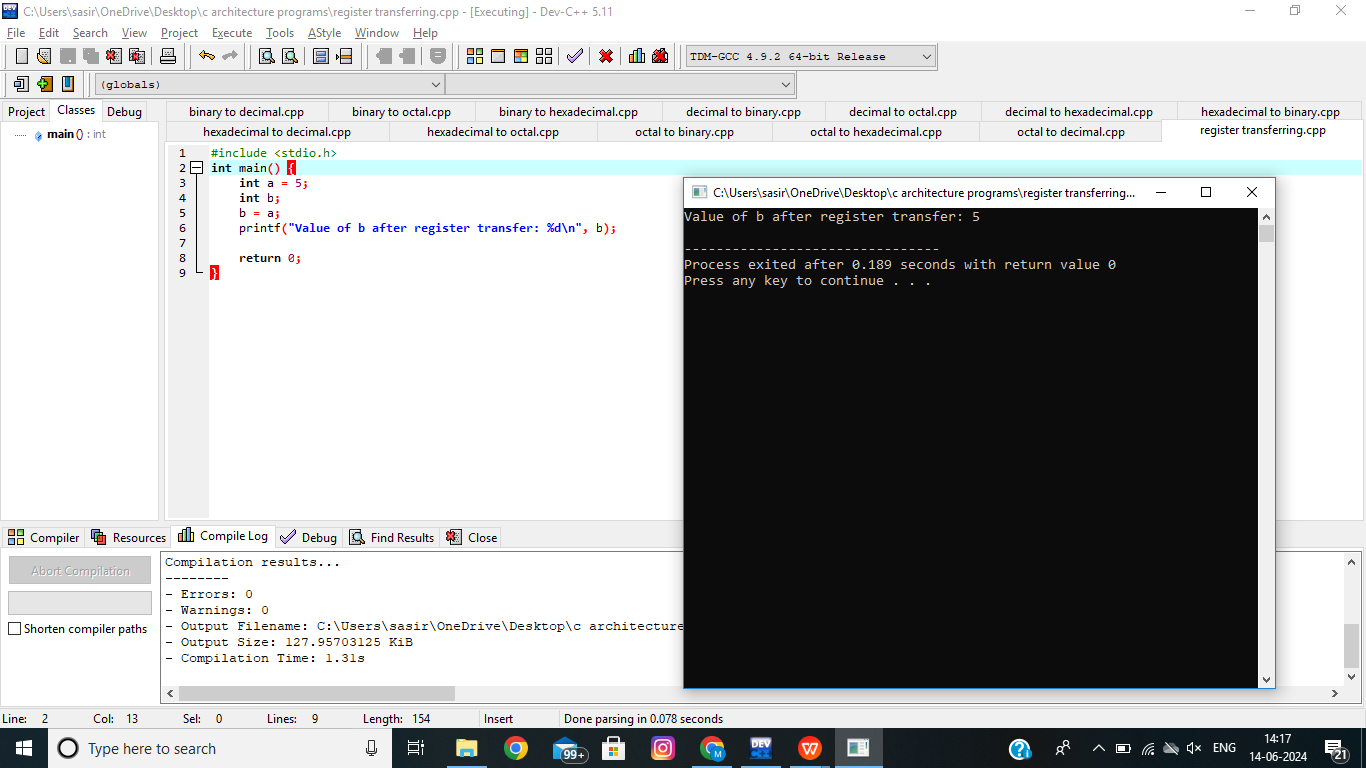 C:\Users\sasir\OneDrive\Desktop\c architecture programs\register transferring.cpp - [Executing] - Dev-C++ 5.11
File Edit Search View Project Execute Tools AStyle Window Help
TDM-GCC 4.9.2 64-bit Release
(globals)
Project Classes Debug
binary to decimal.cpp binary to octal.cpp binary to hexadecimal.cpp decimal to binary.cpp decimal to octal.cpp decimal to hexadecimal.cpp hexadecimal to binary.cpp
hexadecimal to decimal.cpp hexadecimal to octal.cpp octal to binary.cpp octal to hexadecimal.cpp octal to decimal.cpp register transferring.cpp
main () : int
1 #include <stdio.h>
2 int main() {
3 int a = 5;
4 int b;
5 b = a;
6 printf("Value of b after register transfer: %d\n", b);
7
8 return 0;
9 }
C:\Users\sasir\OneDrive\Desktop\c architecture programs\register transferring...
Value of b after register transfer: 5
--------------------------------
Process exited after 0.189 seconds with return value 0
Press any key to continue . . .
Compiler Resources Compile Log Debug Find Results Close
Abort Compilation
Shorten compiler paths
Compilation results...
--------
- Errors: 0
- Warnings: 0
- Output Filename: C:\Users\sasir\OneDrive\Desktop\c architecture
- Output Size: 127.95703125 KiB
- Compilation Time: 1.31s
Line: 2 Col: 13 Sel: 0 Lines: 9 Length: 154 Insert Done parsing in 0.078 seconds
Type here to search
99+
DEV
M
W
ENG
14:17
14-06-2024
21